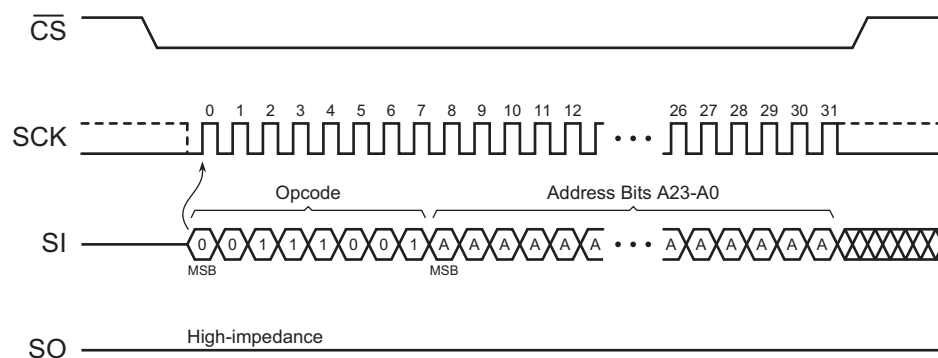 CS
SCK
0 1 2 3 4 5 6 7 8 9 10 11 12 26 27 28 29 30 31
Opcode Address Bits A23-A0
SI
0 0 1 1 1 0 0 1 A A A A A A A A A A A A
MSB MSB
High-impedance
SO